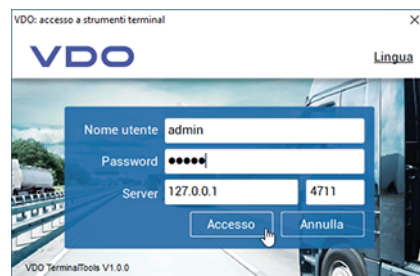 VDO: accesso a strumenti terminal
VDO
Lingua
Nome utente admin
Password ●●●●●
Server 127.0.0.1 4711
Accesso Annulla
VDO TerminalTools V1.0.0